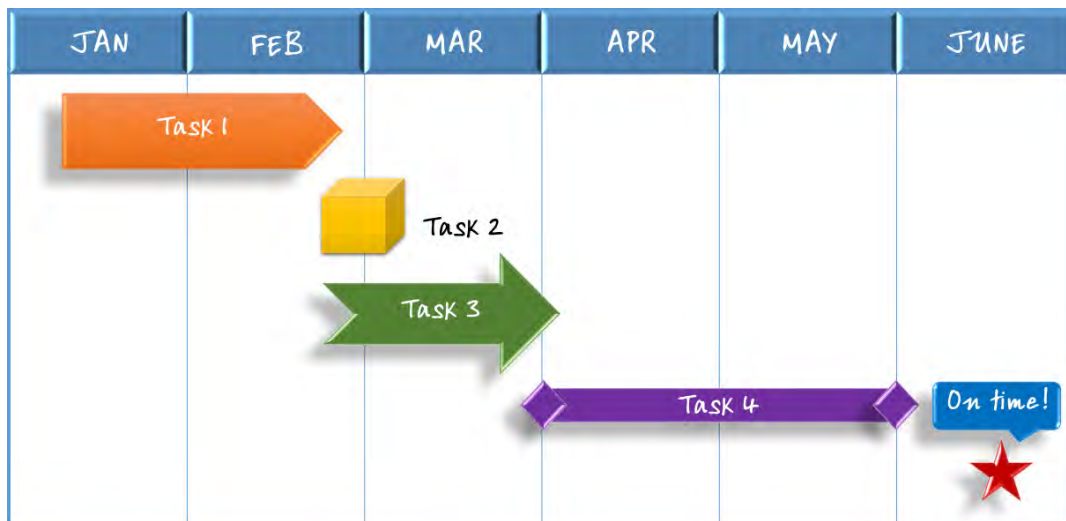 JAN
FEB
MAR
APR
MAY
JUNE
Task 1
Task 2
Task 3
Task 4
On time!